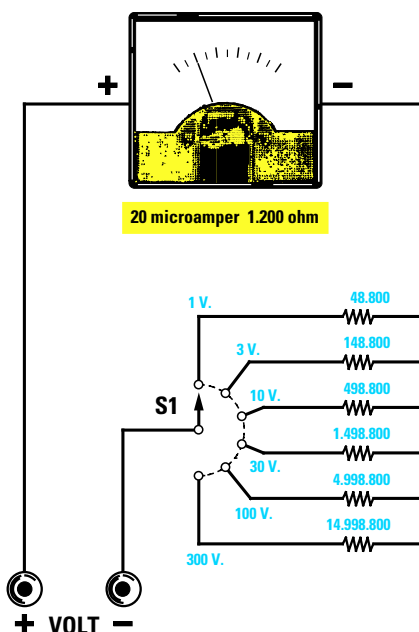 + −
20 microamper 1.200 ohm
1 V. 48.800
3 V. 148.800
S1 10 V. 498.800
30 V. 1.498.800
100 V. 4.998.800
300 V. 14.998.800
+ VOLT −